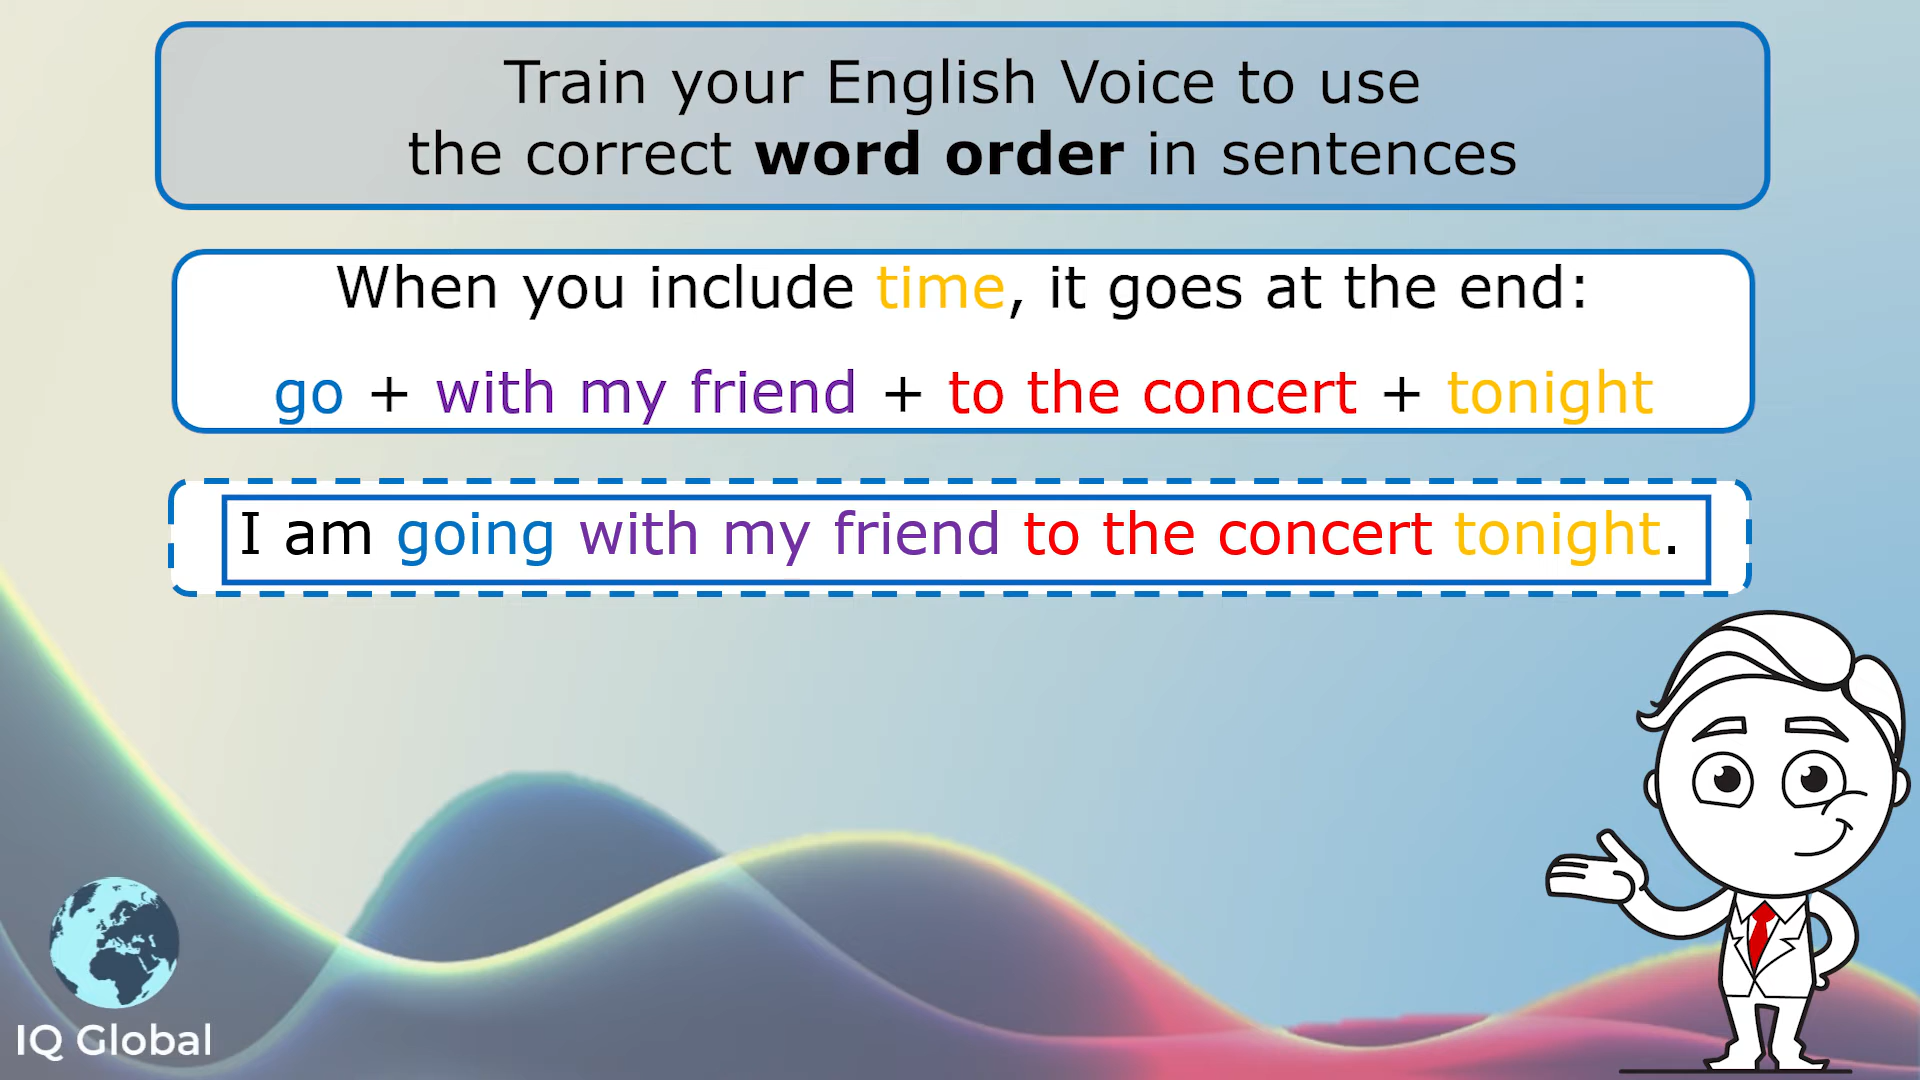 Train your English Voice to use
the correct word order in sentences
When you include time, it goes at the end:
go + with my friend + to the concert + tonight
I am going with my friend to the concert tonight.
IQ Global